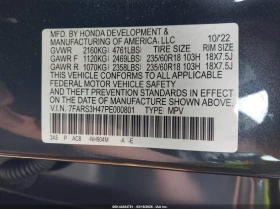 MFD. BY HONDA DEVELOPMENT &
MANUFACTURING OF AMERICA, LLC 10/22
GVWR 2160KG( 4761LBS) TIRE SIZE RIM SIZE
GAWR F 1120KG( 2469LBS) 235/60R18 103H 18X7.5J
GAWR R 1070KG( 2358LBS) 235/60R18 103H 18X7.5J
THIS VEHICLE CONFORMS TO ALL APPLICABLE
FEDERAL MOTOR VEHICLE SAFETY AND
THEFT PREVENTION STANDARDS IN EFFECT ON THE
DATE OF MANUFACTURE SHOWN ABOVE.
V.I.N.: 7FARS3H47PE000801 TYPE: MPV